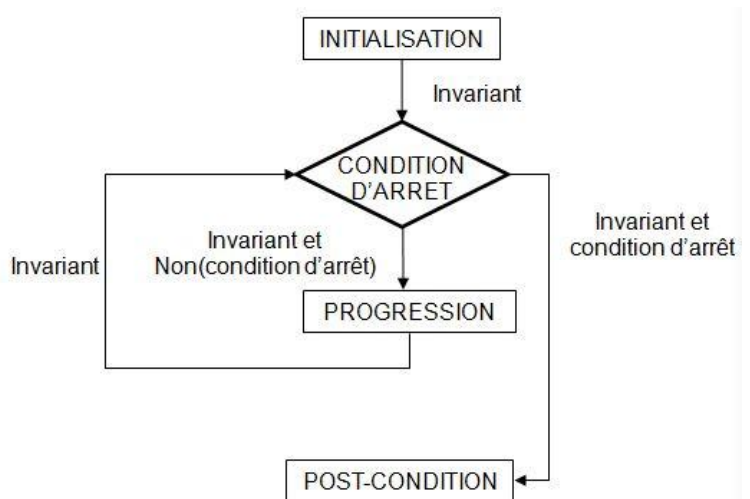 INITIALISATION
Invariant
CONDITION
D'ARRET
Invariant et
condition d'arrêt
Invariant et
Non(condition d'arrêt)
Invariant
PROGRESSION
POST-CONDITION